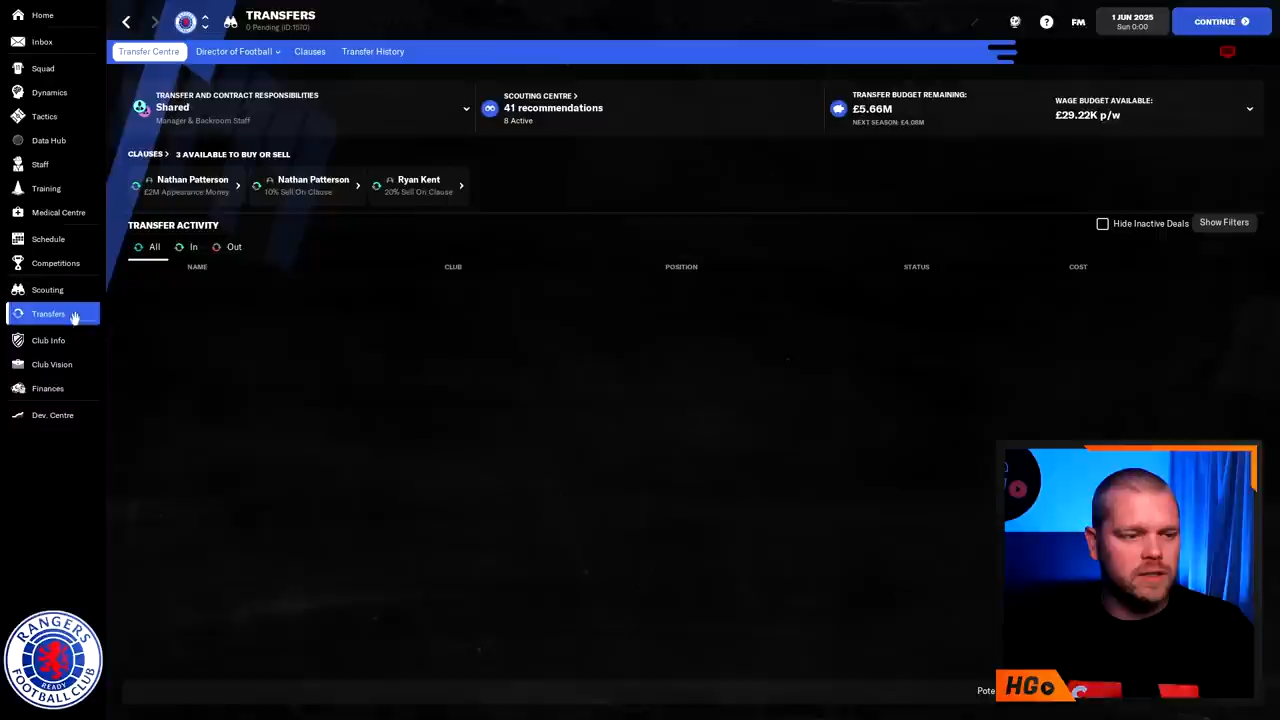 Home
Inbox
Squad
Dynamics
Tactics
Data Hub
Staff
Training
Medical Centre
Schedule
Competitions
Scouting
Transfers
Club Info
Club Vision
Finances
Dev. Centre
TRANSFERS
0 Pending (ID:1570)
FM
1 JUN 2025
Sun 0:00
CONTINUE
Transfer Centre
Director of Football
Clauses
Transfer History
TRANSFER AND CONTRACT RESPONSIBILITIES
Shared
Manager & Backroom Staff
SCOUTING CENTRE >
41 recommendations
8 Active
TRANSFER BUDGET REMAINING:
£5.66M
NEXT SEASON: £4.08M
WAGE BUDGET AVAILABLE:
£29.22K p/w
CLAUSES > 3 AVAILABLE TO BUY OR SELL
Nathan Patterson
£2M Appearance Money
Nathan Patterson
10% Sell On Clause
Ryan Kent
20% Sell On Clause
TRANSFER ACTIVITY
Hide Inactive Deals
Show Filters
All In Out
NAME CLUB POSITION STATUS COST
Pote
HGo
RANGERS
READY
FOOTBALL CLUB